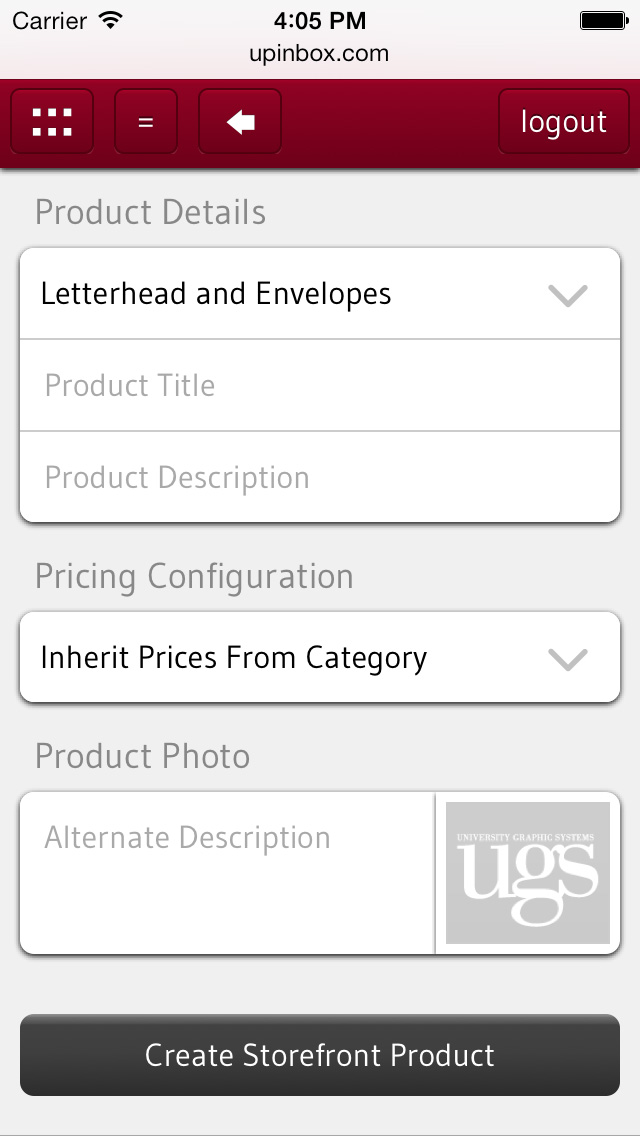 Carrier 4:05 PM
upinbox.com
= logout
Product Details
Letterhead and Envelopes
Product Title
Product Description
Pricing Configuration
Inherit Prices From Category
Product Photo
Alternate Description
UNIVERSITY GRAPHIC SYSTEMS
ugs
Create Storefront Product